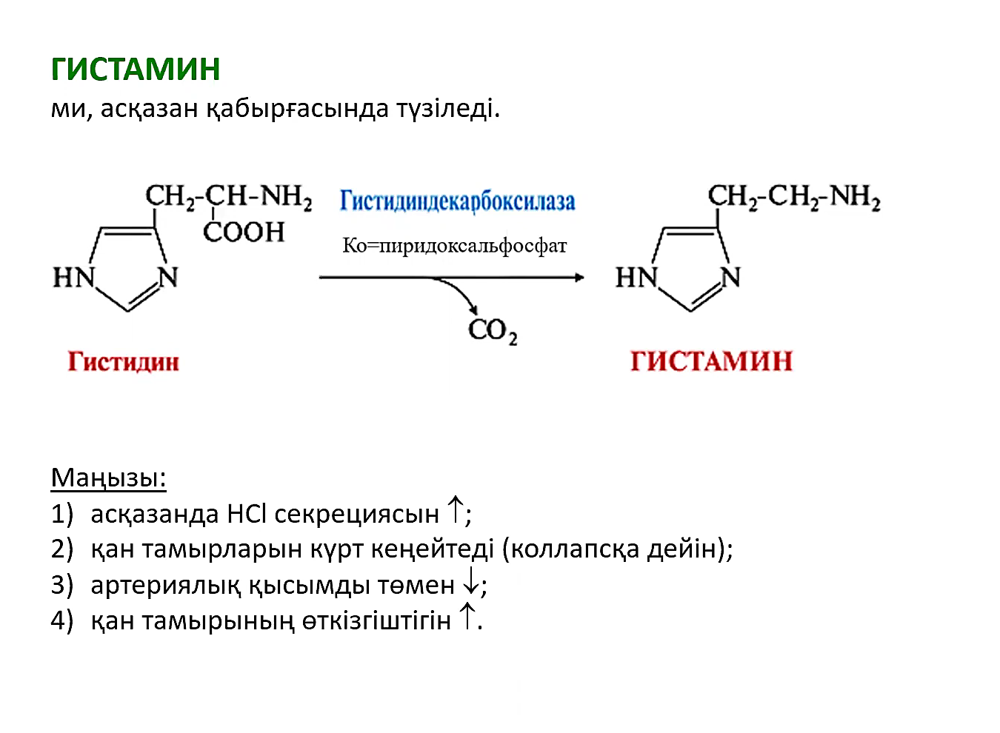 ГИСТАМИН
ми, асқазан қабырғасында түзіледі.
CH2-CH-NH2
COOH
HN
N
Гистидин
Гистидиндекарбоксилаза
Ко=пиридоксальфосфат
CO2
CH2-CH2-NH2
HN
N
ГИСТАМИН
Маңызы:
1) асқазанда HCl секрециясын ↑;
2) қан тамырларын күрт кеңейтеді (коллапсқа дейін);
3) артериялық қысымды төмен ↓;
4) қан тамырының өткізгіштігін ↑.